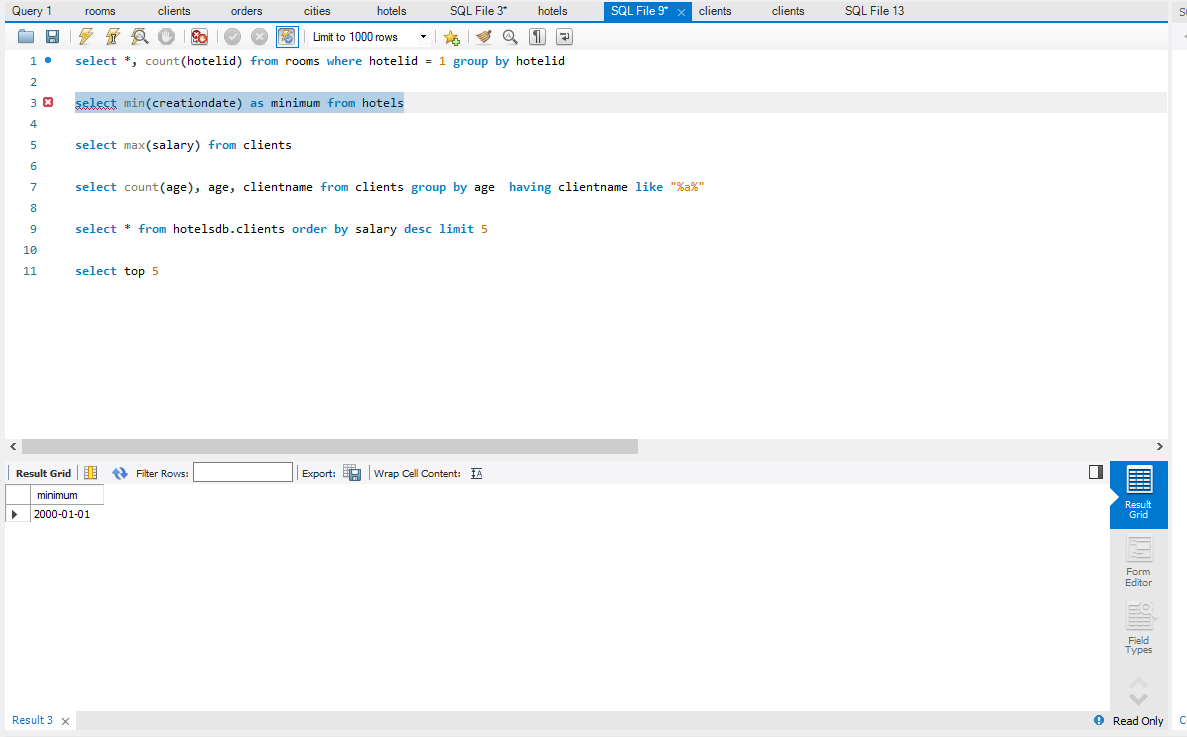 Query 1 rooms clients orders cities hotels SQL File 3* hotels SQL File 9* clients clients SQL File 13
Limit to 1000 rows
1 select *, count(hotelid) from rooms where hotelid = 1 group by hotelid
2
3 select min(creationdate) as minimum from hotels
4
5 select max(salary) from clients
6
7 select count(age), age, clientname from clients group by age  having clientname like "%a%"
8
9 select * from hotelsdb.clients order by salary desc limit 5
10
11 select top 5
Result Grid Filter Rows: Export: Wrap Cell Content:
minimum
2000-01-01
Result
Grid
Form
Editor
Field
Types
Result 3 Read Only